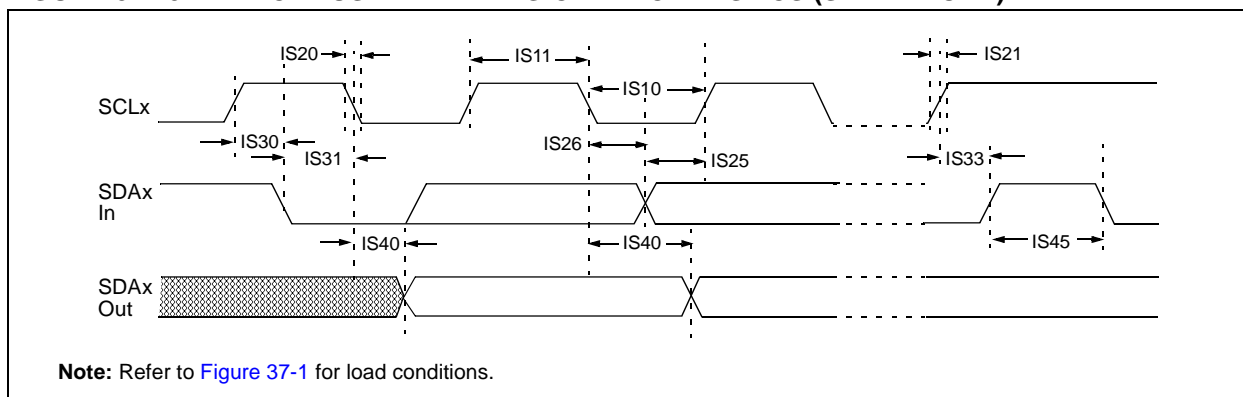 IS20
IS11
IS21
SCLx
IS10
IS30
IS26
IS31
IS25
IS33
SDAx
In
IS40
IS40
IS45
SDAx
Out
Note: Refer to Figure 37-1 for load conditions.